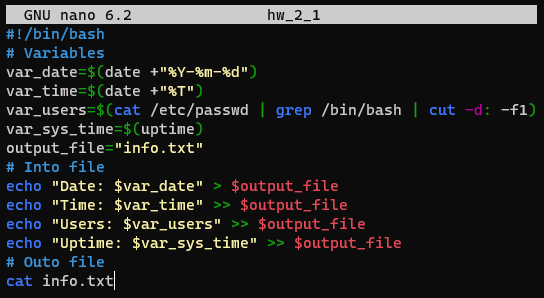 GNU nano 6.2 hw_2_1
#!/bin/bash
# Variables
var_date=$(date +"%Y-%m-%d")
var_time=$(date +"%T")
var_users=$(cat /etc/passwd | grep /bin/bash | cut -d: -f1)
var_sys_time=$(uptime)
output_file="info.txt"
# Into file
echo "Date: $var_date" > $output_file
echo "Time: $var_time" >> $output_file
echo "Users: $var_users" >> $output_file
echo "Uptime: $var_sys_time" >> $output_file
# Outo file
cat info.txt